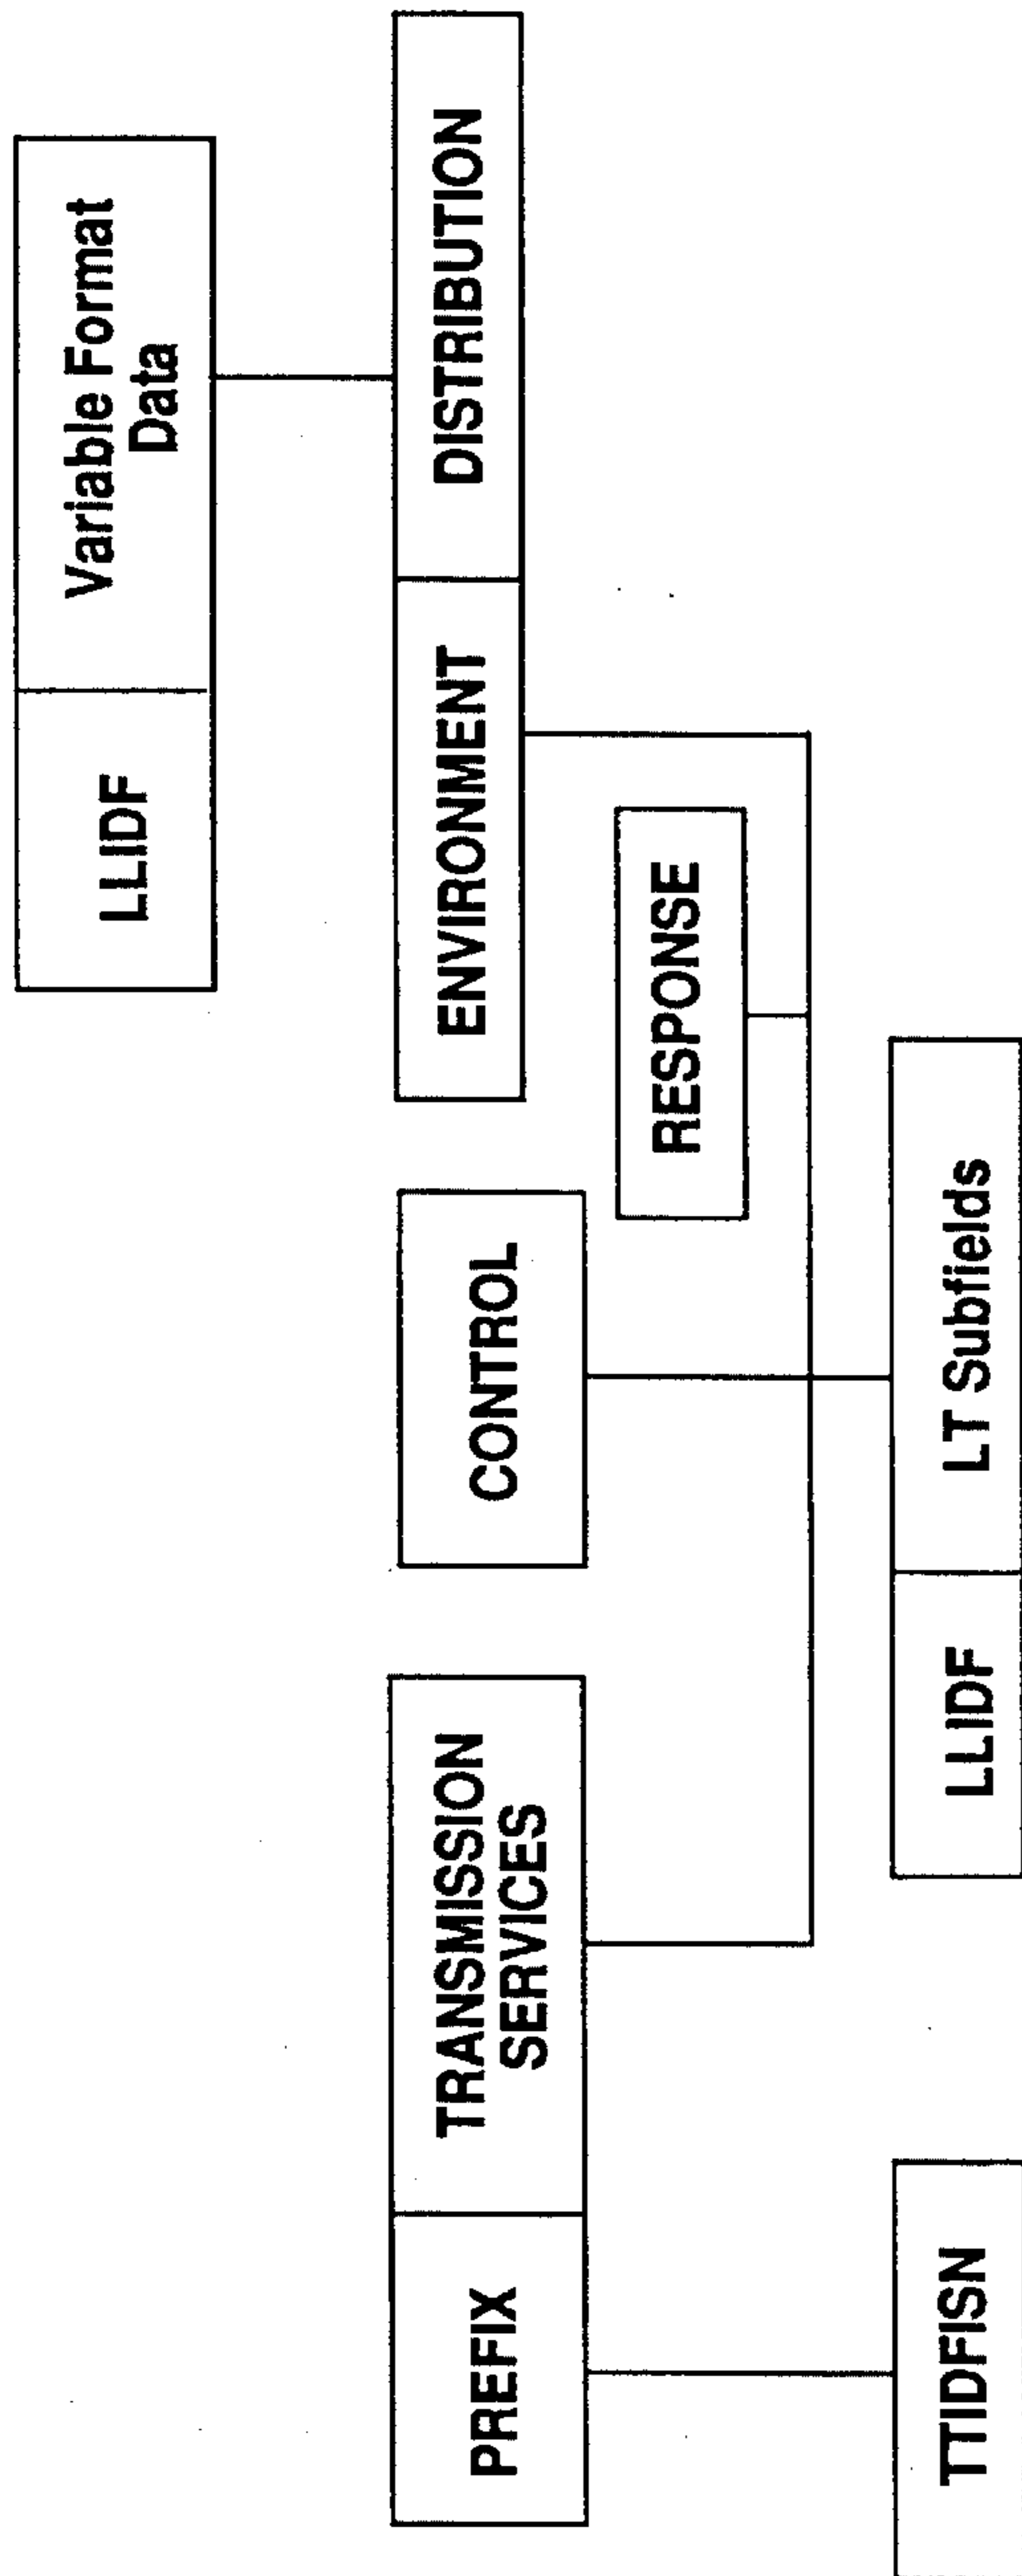 LLIDF
Variable Format
Data
PREFIX
TRANSMISSION
SERVICES
CONTROL
ENVIRONMENT
DISTRIBUTION
RESPONSE
TTIDFISN
LLIDF
LT Subfields